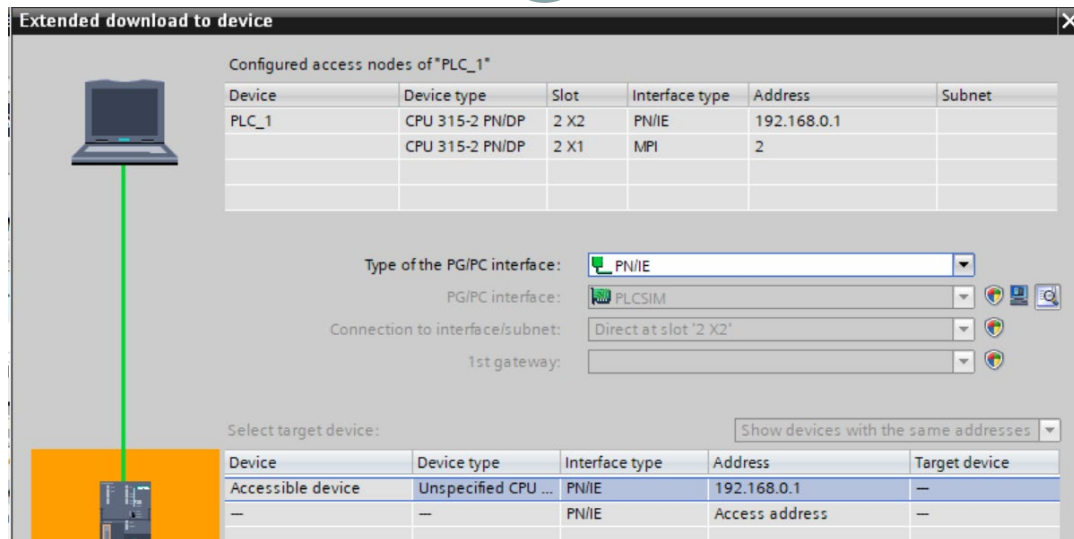 Extended download to device
Configured access nodes of "PLC_1"
Device Device type Slot Interface type Address Subnet
PLC_1 CPU 315-2 PN/DP 2 X2 PN/IE 192.168.0.1
CPU 315-2 PN/DP 2 X1 MPI 2
Type of the PG/PC interface: PN/IE
PG/PC interface: PLCSIM
Connection to interface/subnet: Direct at slot '2 X2'
1st gateway:
Select target device: Show devices with the same addresses
Device Device type Interface type Address Target device
Accessible device Unspecified CPU ... PN/IE 192.168.0.1 —
— — PN/IE Access address —